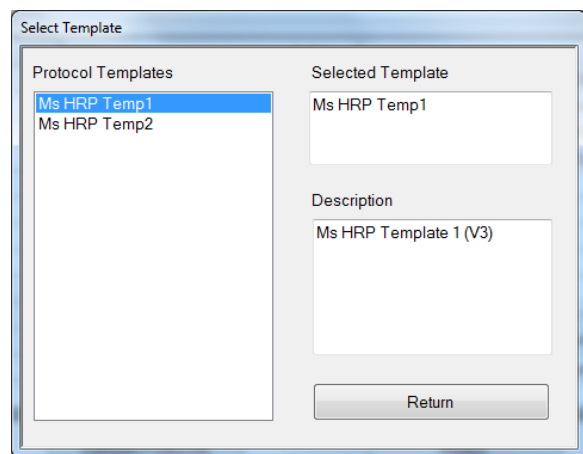 Select Template
Protocol Templates
Ms HRP Temp1
Ms HRP Temp2
Selected Template
Ms HRP Temp1
Description
Ms HRP Template 1 (V3)
Return